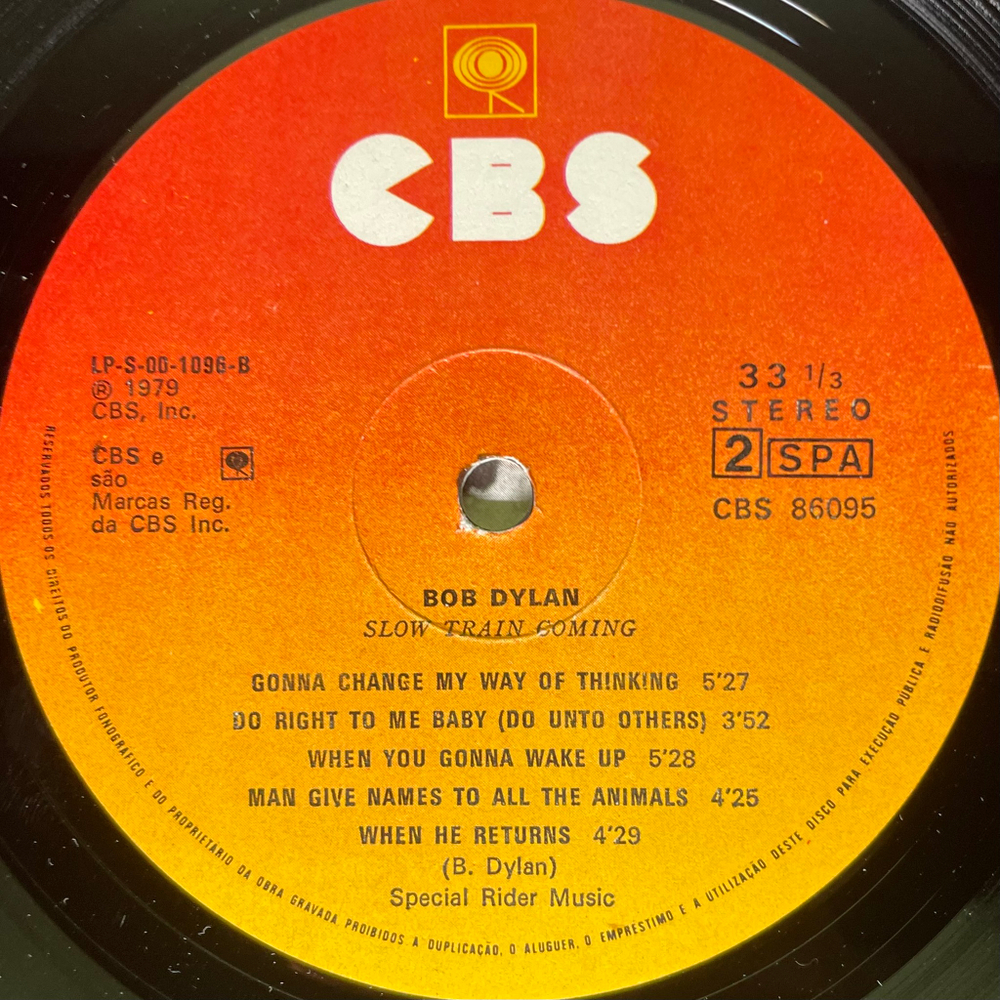 CBS
LP-S-00-1096-B
Ⓡ 1979
CBS, Inc.
CBS e
são
Marcas Reg.
da CBS Inc.
33 1/3
STEREO
2 SPA
CBS 86095
BOB DYLAN
SLOW TRAIN COMING
GONNA CHANGE MY WAY OF THINKING 5'27
DO RIGHT TO ME BABY (DO UNTO OTHERS) 3'52
WHEN YOU GONNA WAKE UP 5'28
MAN GIVE NAMES TO ALL THE ANIMALS 4'25
WHEN HE RETURNS 4'29
(B. Dylan)
Special Rider Music
RESERVADOS TODOS OS DIREITOS DO PRODUTOR FONOGRAFICO E DO PROPRIETARIO DA OBRA GRAVADA PROIBIDOS A DUPLICAÇÃO, O ALUGUER, O EMPRESTIMO E A UTILIZAÇÃO DESTE DISCO PARA EXECUÇÃO PUBLICA E RADIODIFUSÃO NÃO AUTORIZADOS